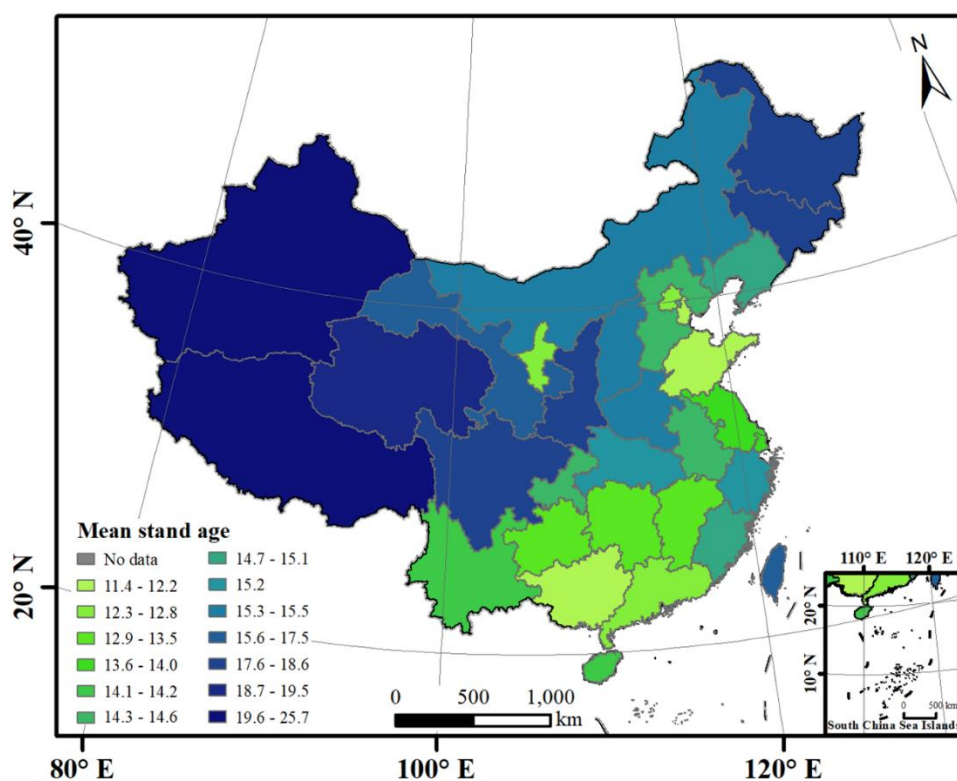 N
40° N
20° N
Mean stand age
No data
11.4 - 12.2
12.3 - 12.8
12.9 - 13.5
13.6 - 14.0
14.1 - 14.2
14.3 - 14.6
14.7 - 15.1
15.2
15.3 - 15.5
15.6 - 17.5
17.6 - 18.6
18.7 - 19.5
19.6 - 25.7
0 500 1,000
km
110° E 120° E
20° N
10° N
0 500 km
South China Sea Islands
80° E 100° E 120° E